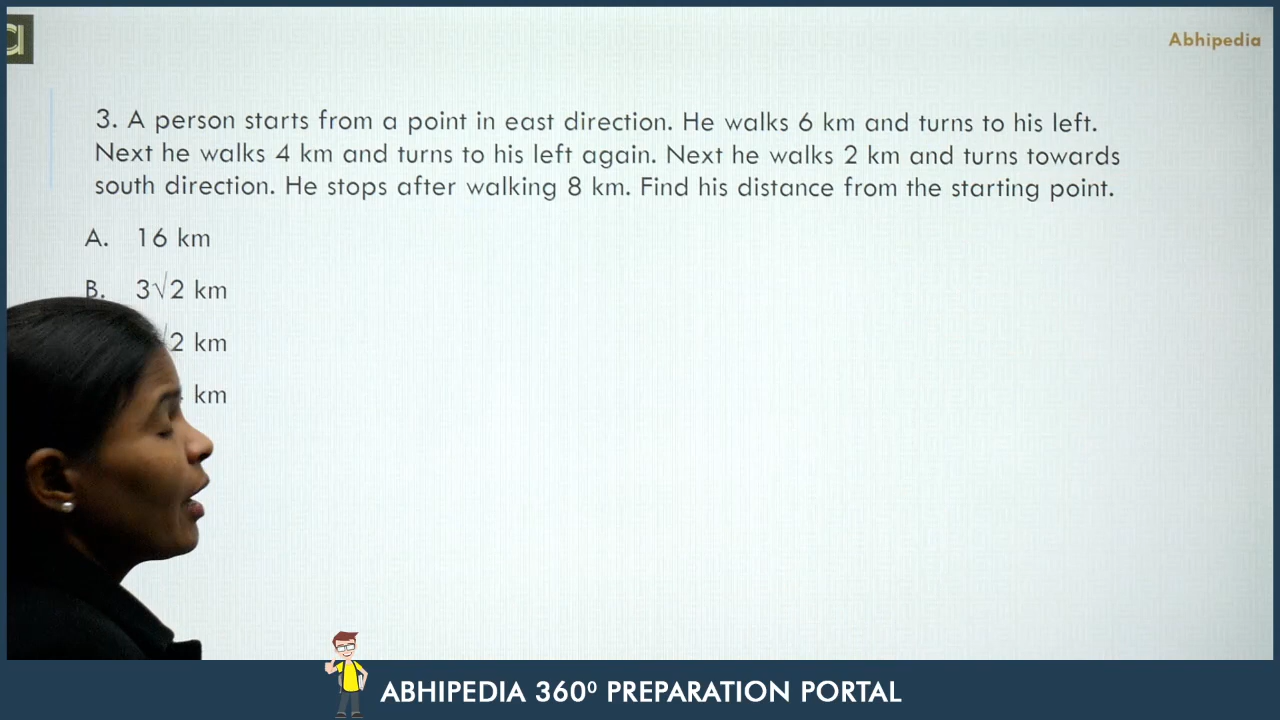 Abhipedia
3. A person starts from a point in east direction. He walks 6 km and turns to his left.
Next he walks 4 km and turns to his left again. Next he walks 2 km and turns towards
south direction. He stops after walking 8 km. Find his distance from the starting point.
A. 16 km
B. 3√2 km
√2 km
km
ABHIPEDIA 360⁰ PREPARATION PORTAL